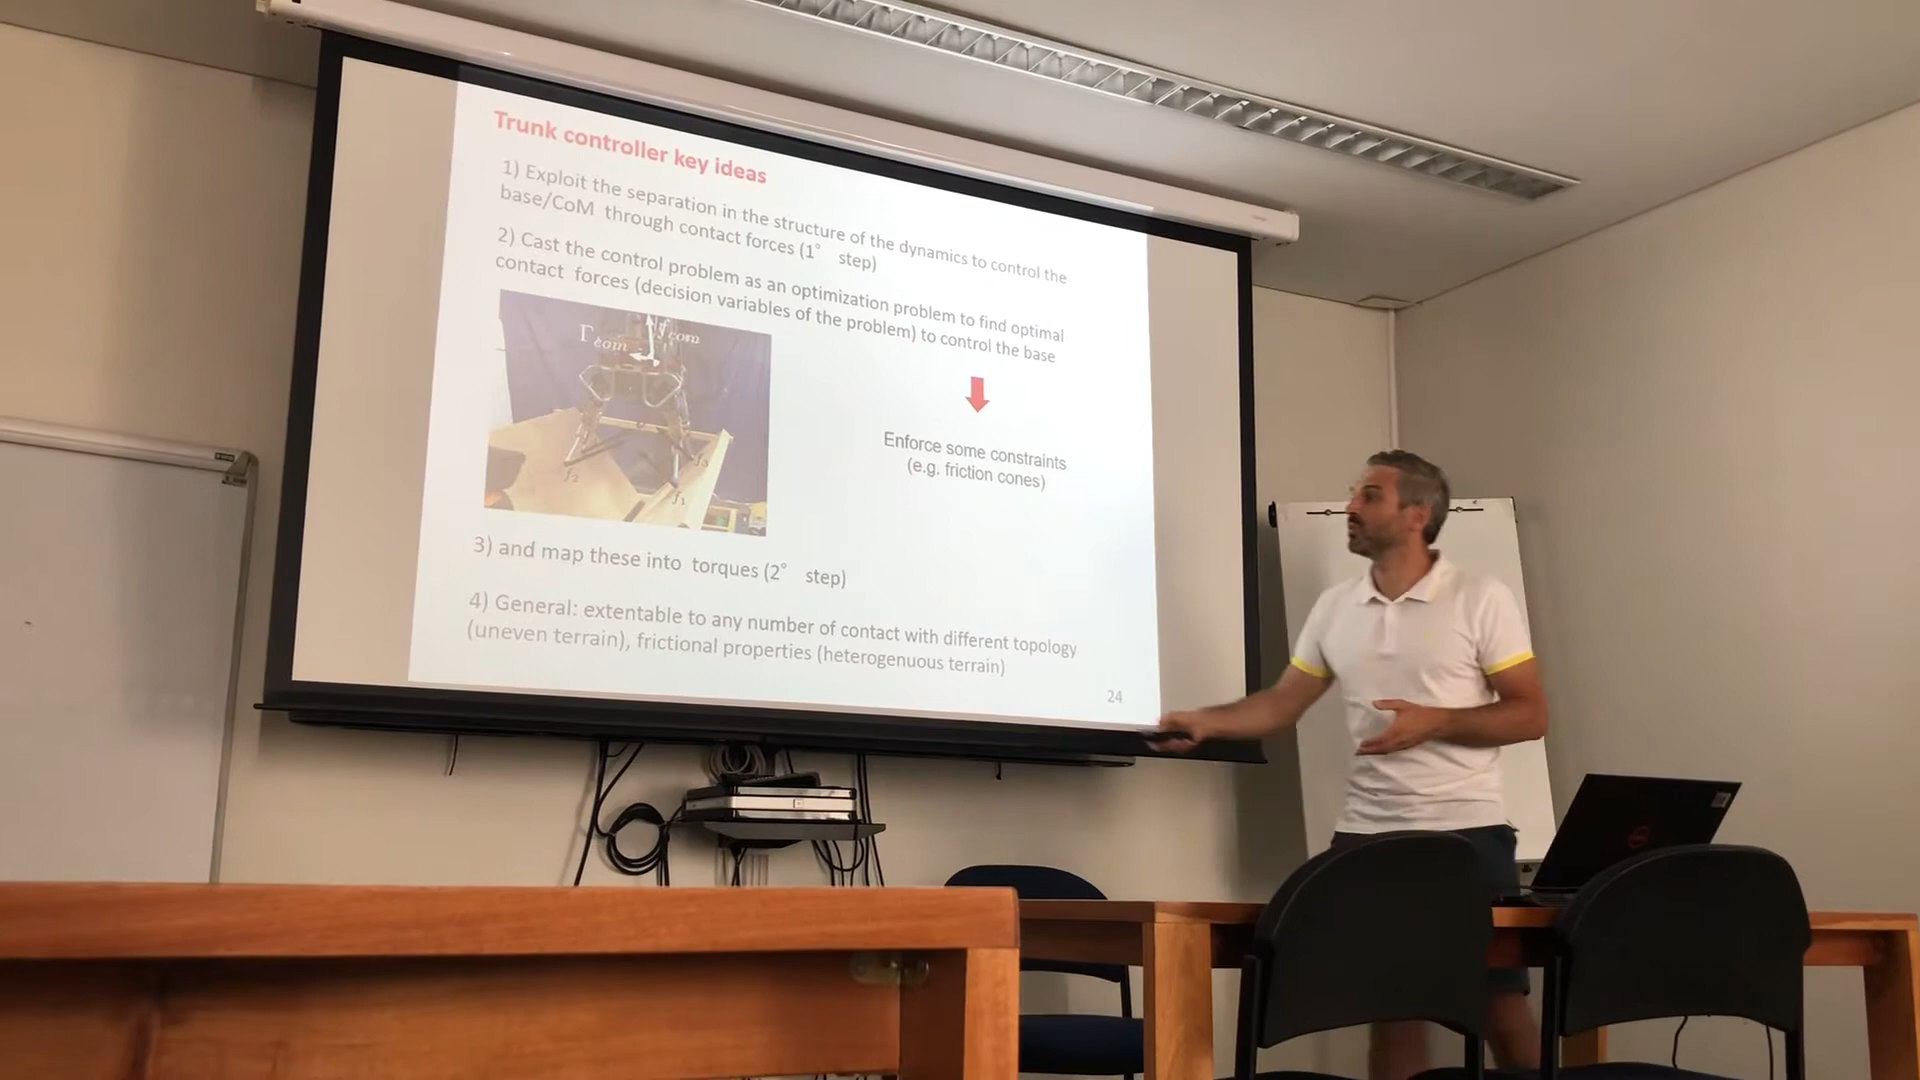 Trunk controller key ideas
1) Exploit the separation in the structure of the dynamics to control the
base/CoM through contact forces (1° step)
2) Cast the control problem as an optimization problem to find optimal
contact forces (decision variables of the problem) to control the base
Γcom fcom
f2 f1 f3
Enforce some constraints
(e.g. friction cones)
3) and map these into torques (2° step)
4) General: extentable to any number of contact with different topology
(uneven terrain), frictional properties (heterogenuous terrain)
24